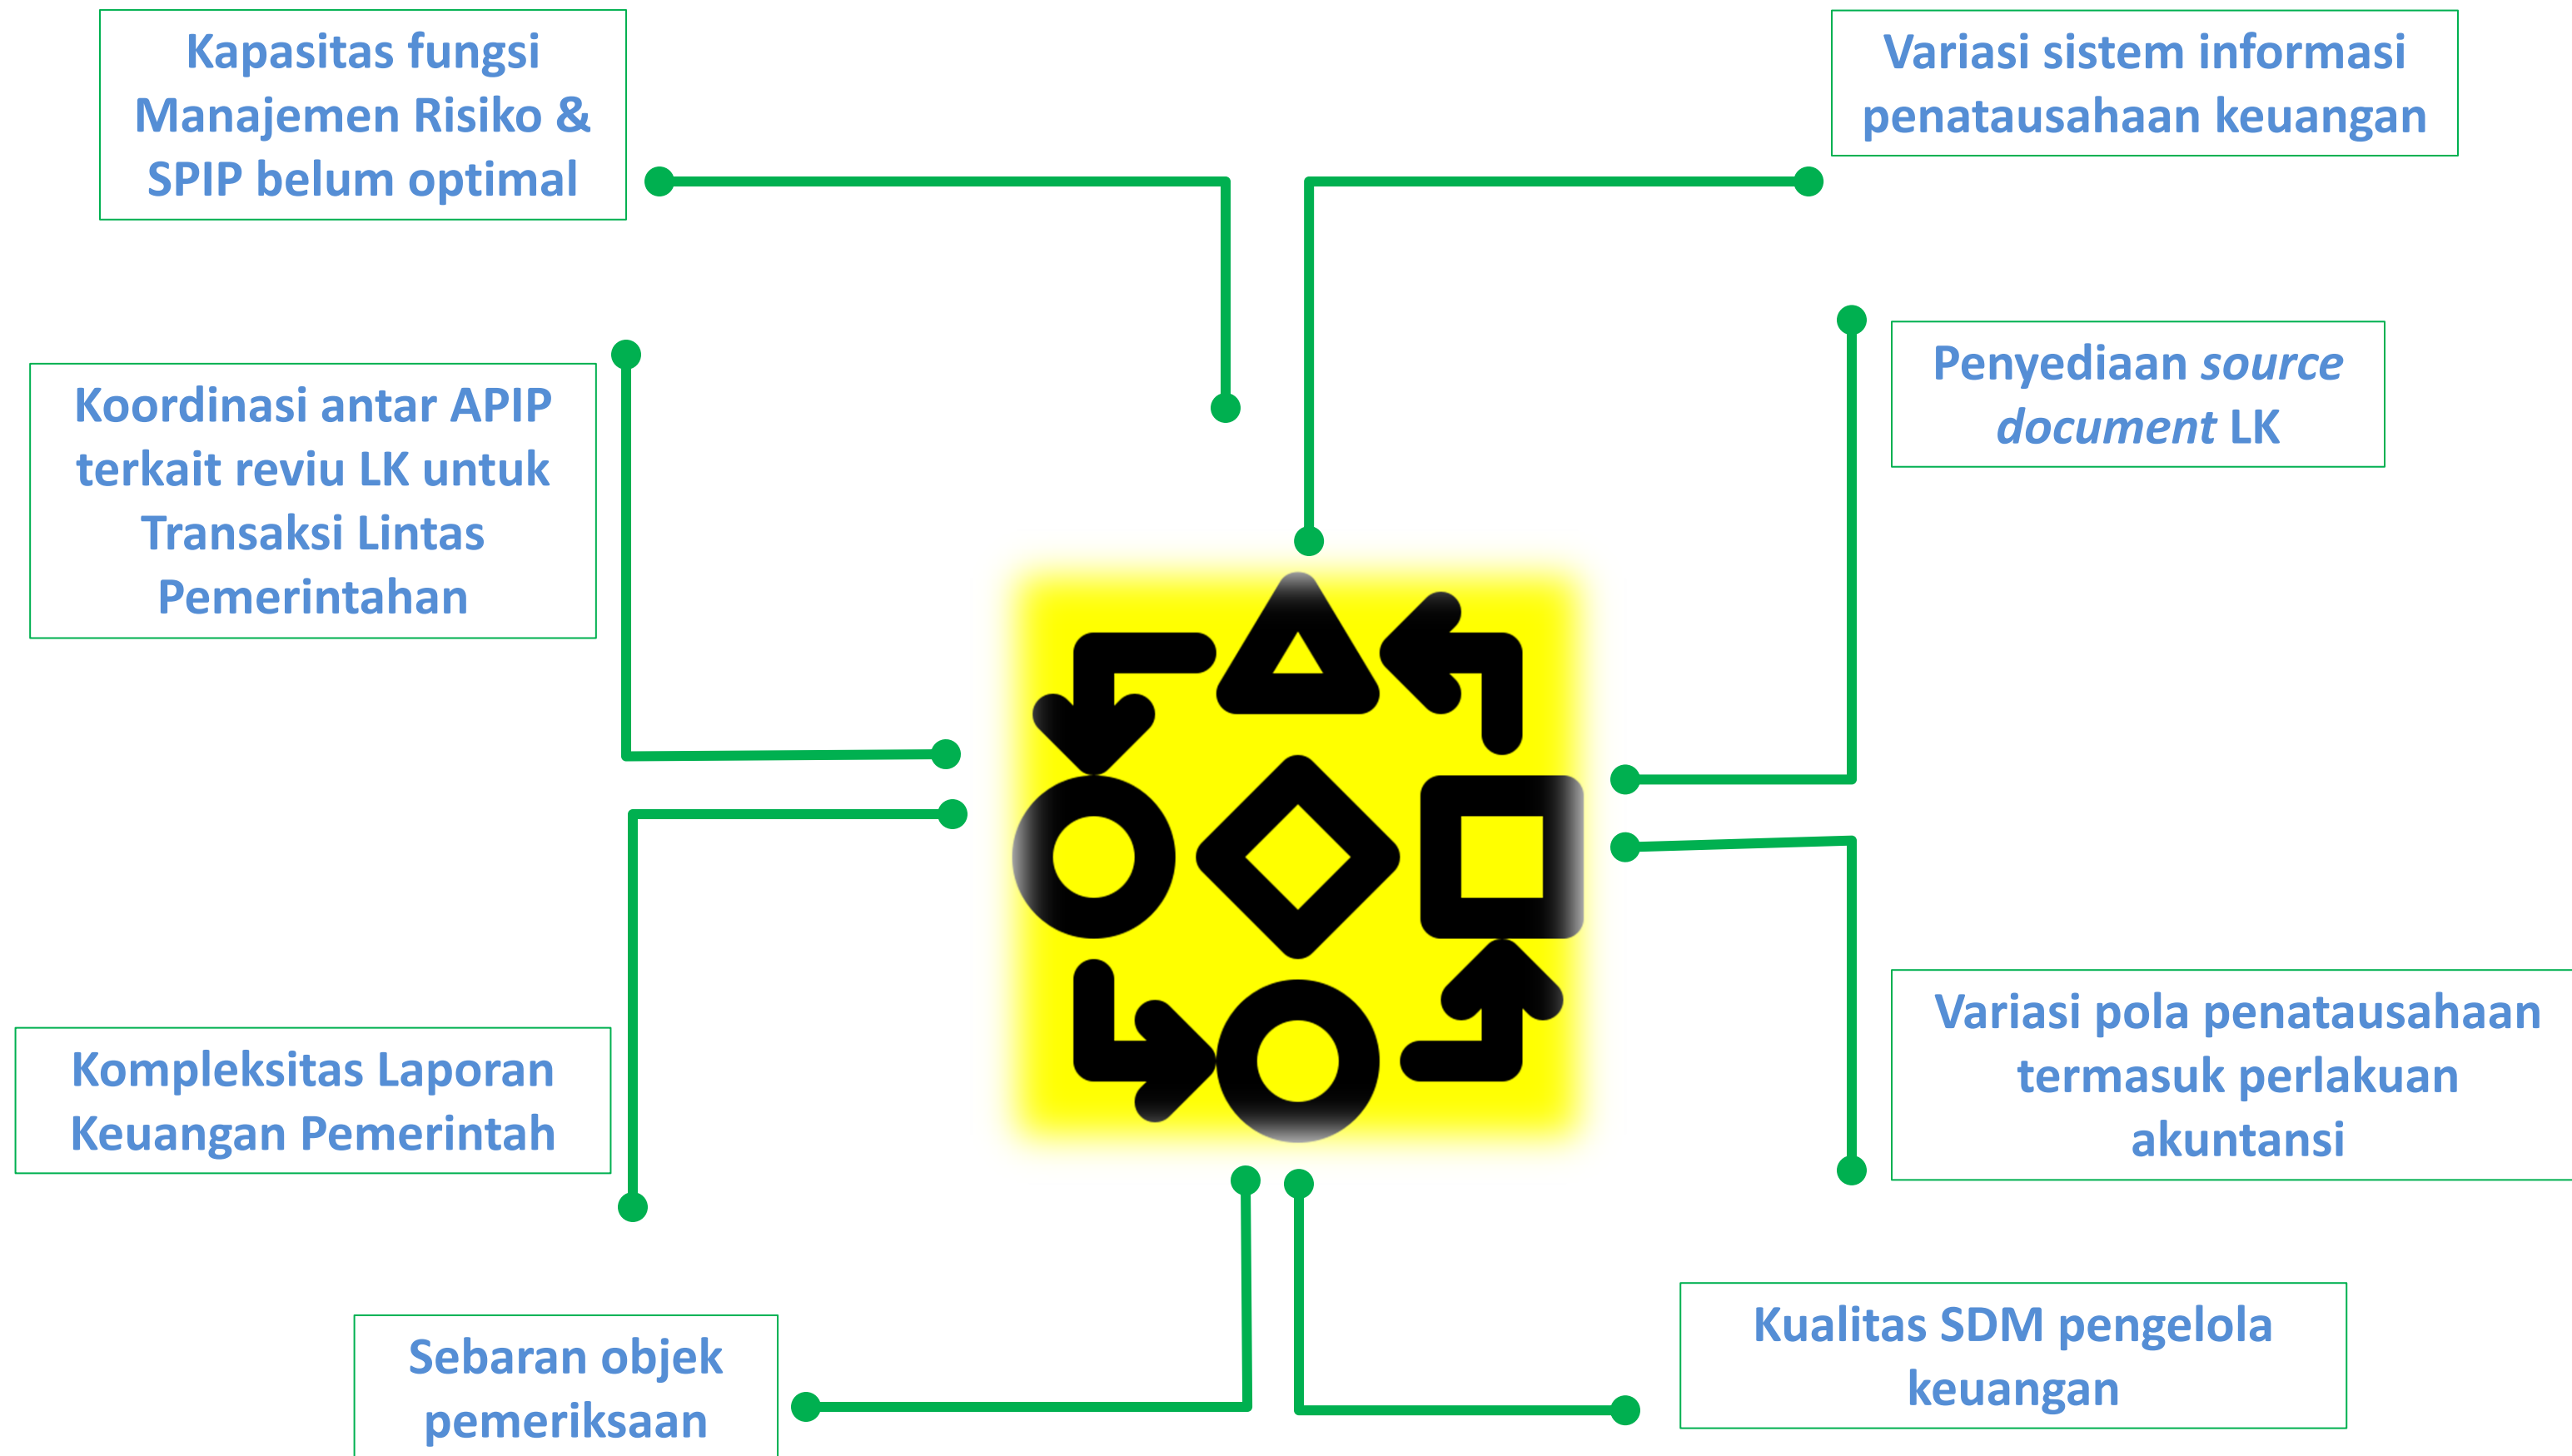 Kapasitas fungsi
Manajemen Risiko &
SPIP belum optimal
Variasi sistem informasi
penatausahaan keuangan
Koordinasi antar APIP
terkait reviu LK untuk
Transaksi Lintas
Pemerintahan
Penyediaan source
document LK
Kompleksitas Laporan
Keuangan Pemerintah
Variasi pola penatausahaan
termasuk perlakuan
akuntansi
Sebaran objek
pemeriksaan
Kualitas SDM pengelola
keuangan